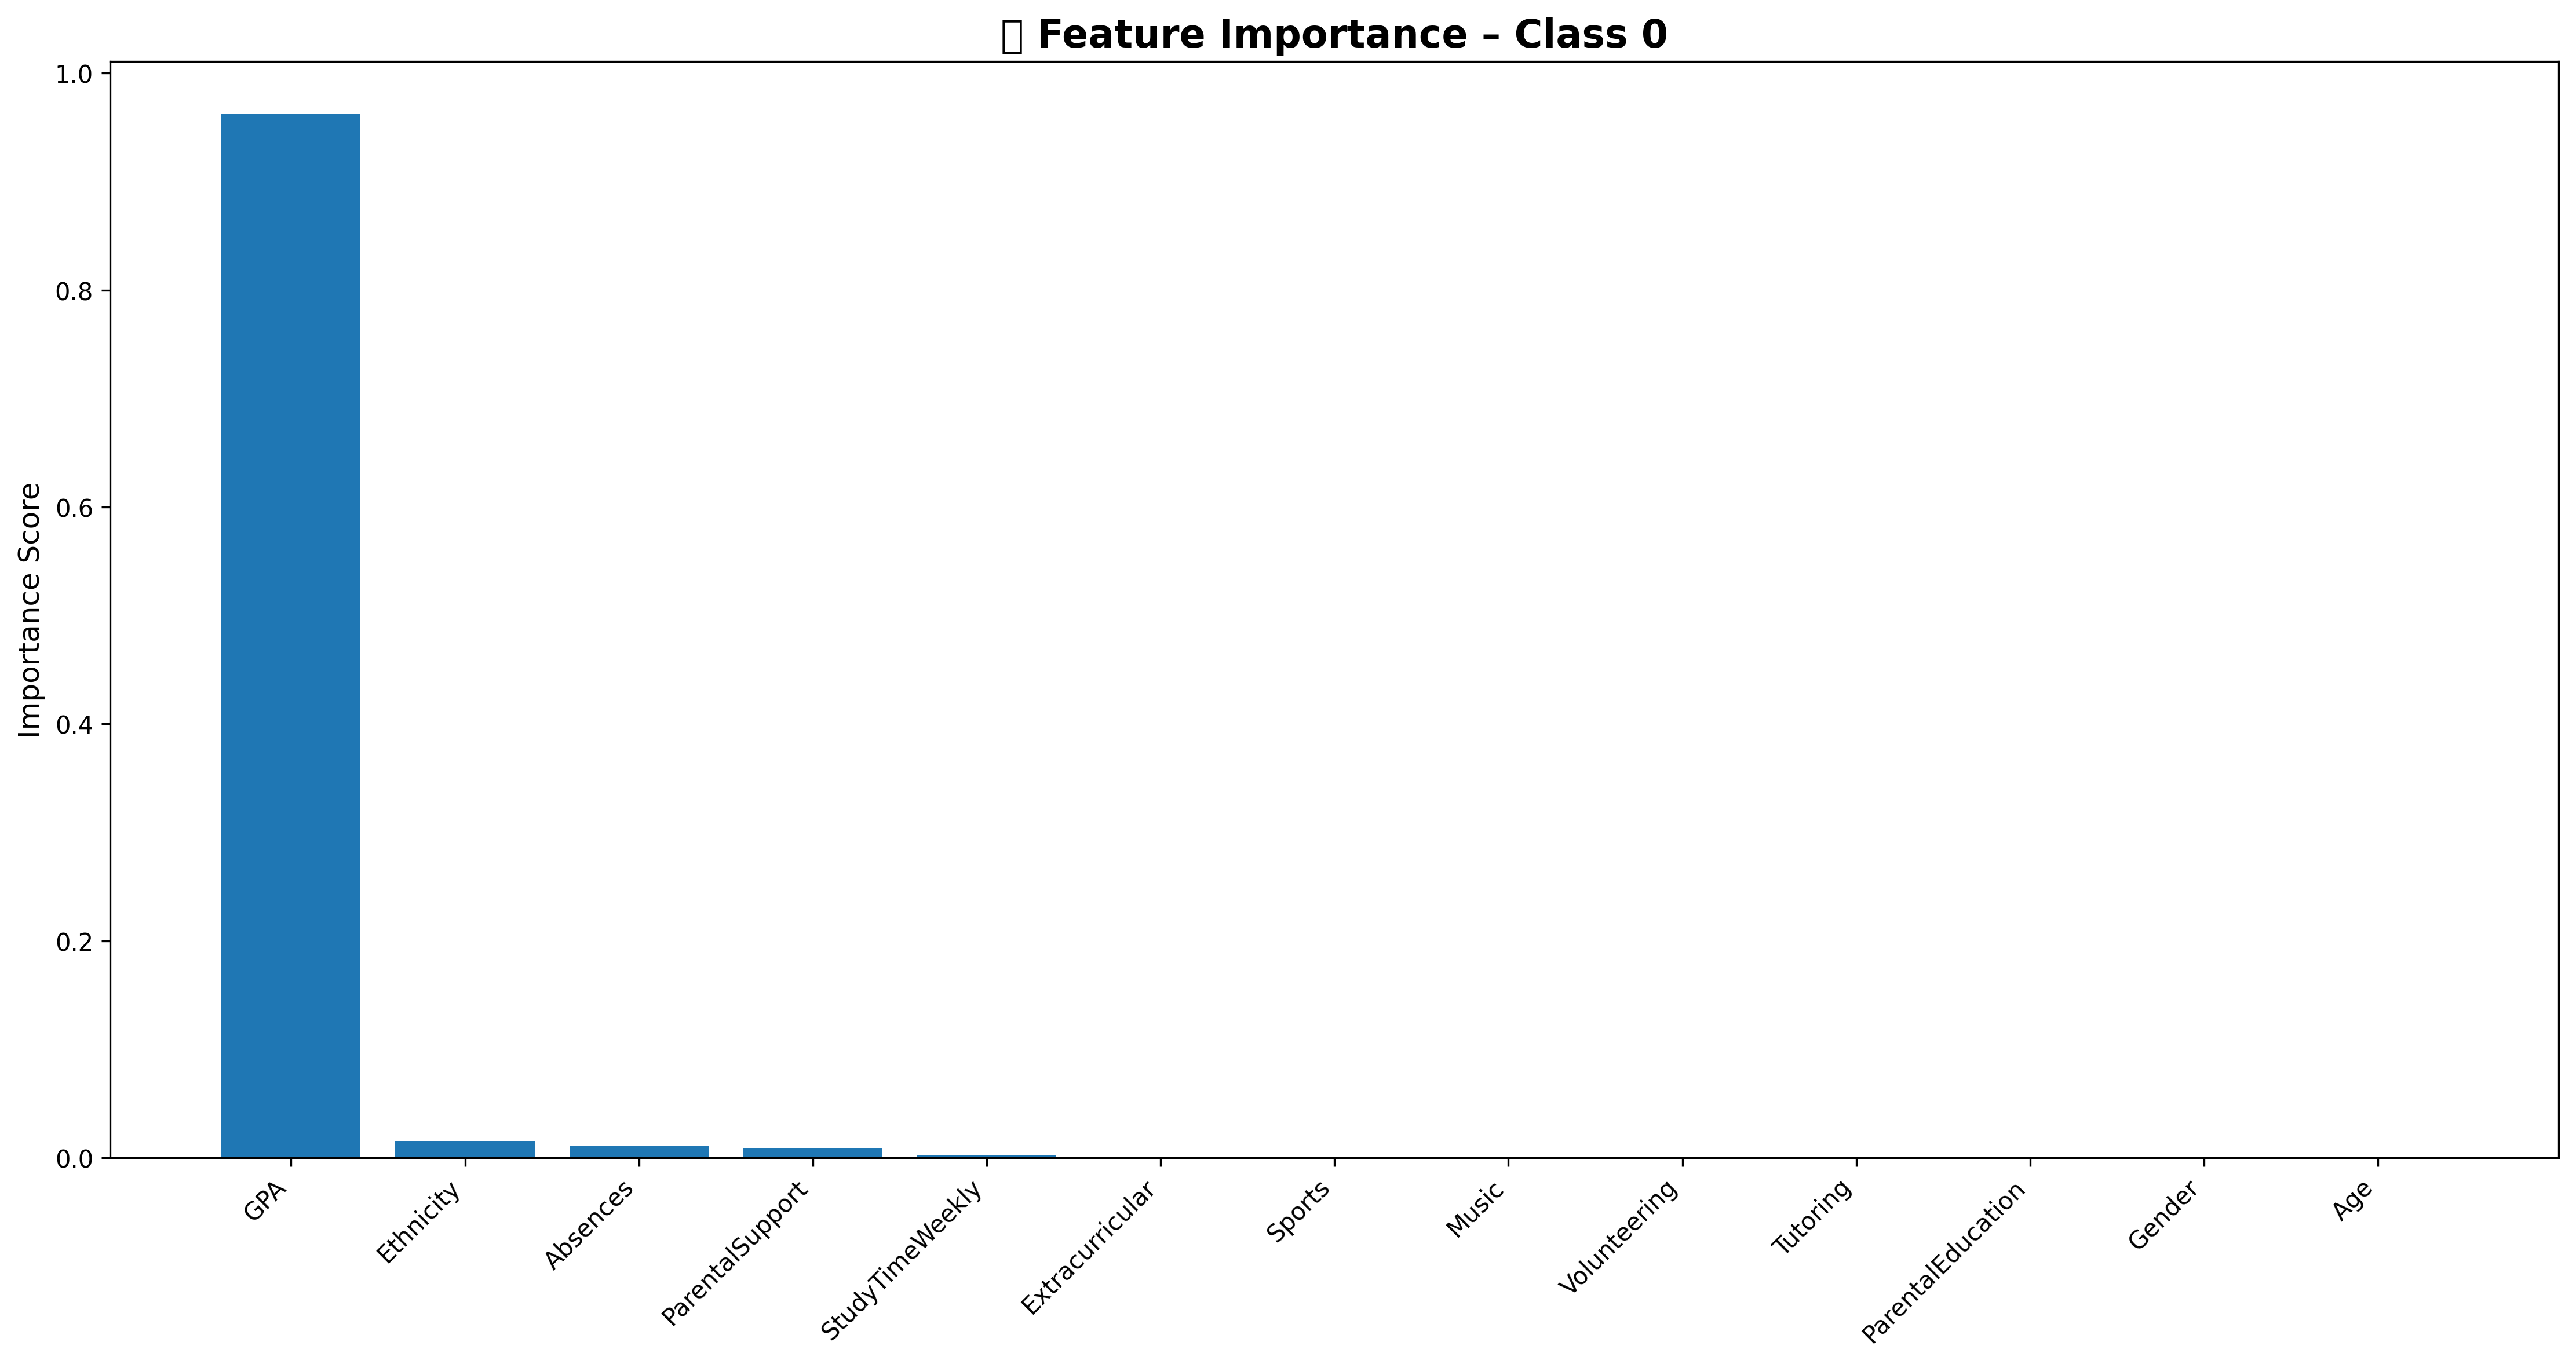 Feature Importance – Class 0
Importance Score
1.0
0.8
0.6
0.4
0.2
0.0
GPA
Ethnicity
Absences
ParentalSupport
StudyTimeWeekly
Extracurricular
Sports
Music
Volunteering
Tutoring
ParentalEducation
Gender
Age